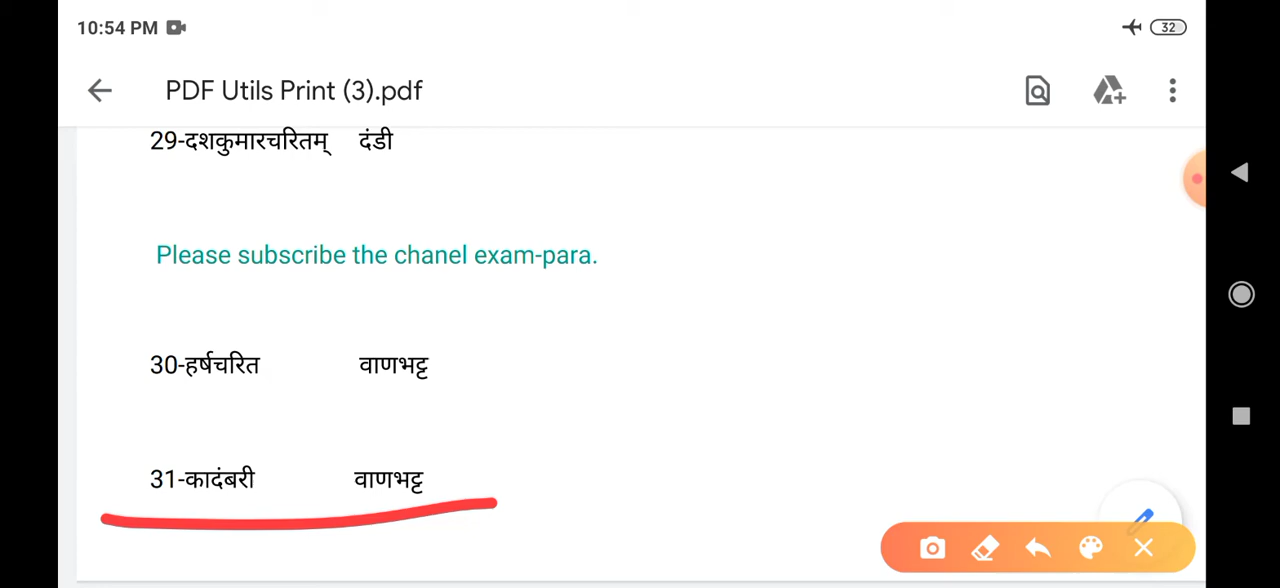 10:54 PM 32
PDF Utils Print (3).pdf
29-दशकुमारचरितम् दंडी
Please subscribe the chanel exam-para.
30-हर्षचरित वाणभट्ट
31-कादंबरी वाणभट्ट